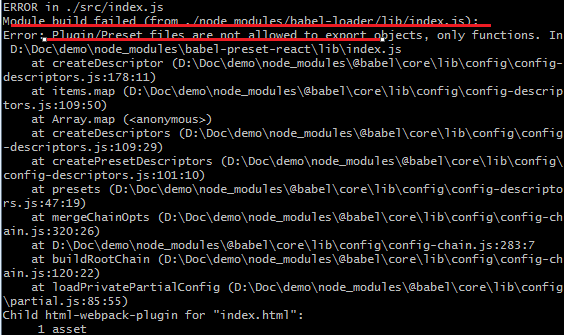 ERROR in ./src/index.js
Module build failed (from ./node_modules/babel-loader/lib/index.js):
Error: Plugin/Preset files are not allowed to export objects, only functions. In
 D:\Doc\demo\node_modules\babel-preset-react\lib\index.js
    at createDescriptor (D:\Doc\demo\node_modules\@babel\core\lib\config\config-
descriptors.js:178:11)
    at items.map (D:\Doc\demo\node_modules\@babel\core\lib\config\config-descrip
tors.js:109:50)
    at Array.map (<anonymous>)
    at createDescriptors (D:\Doc\demo\node_modules\@babel\core\lib\config\config
-descriptors.js:109:29)
    at createPresetDescriptors (D:\Doc\demo\node_modules\@babel\core\lib\config\
config-descriptors.js:101:10)
    at presets (D:\Doc\demo\node_modules\@babel\core\lib\config\config-descripto
rs.js:47:19)
    at mergeChainOpts (D:\Doc\demo\node_modules\@babel\core\lib\config\config-ch
ain.js:320:26)
    at D:\Doc\demo\node_modules\@babel\core\lib\config\config-chain.js:283:7
    at buildRootChain (D:\Doc\demo\node_modules\@babel\core\lib\config\config-ch
ain.js:120:22)
    at loadPrivatePartialConfig (D:\Doc\demo\node_modules\@babel\core\lib\config
\partial.js:85:55)
Child html-webpack-plugin for "index.html":
     1 asset